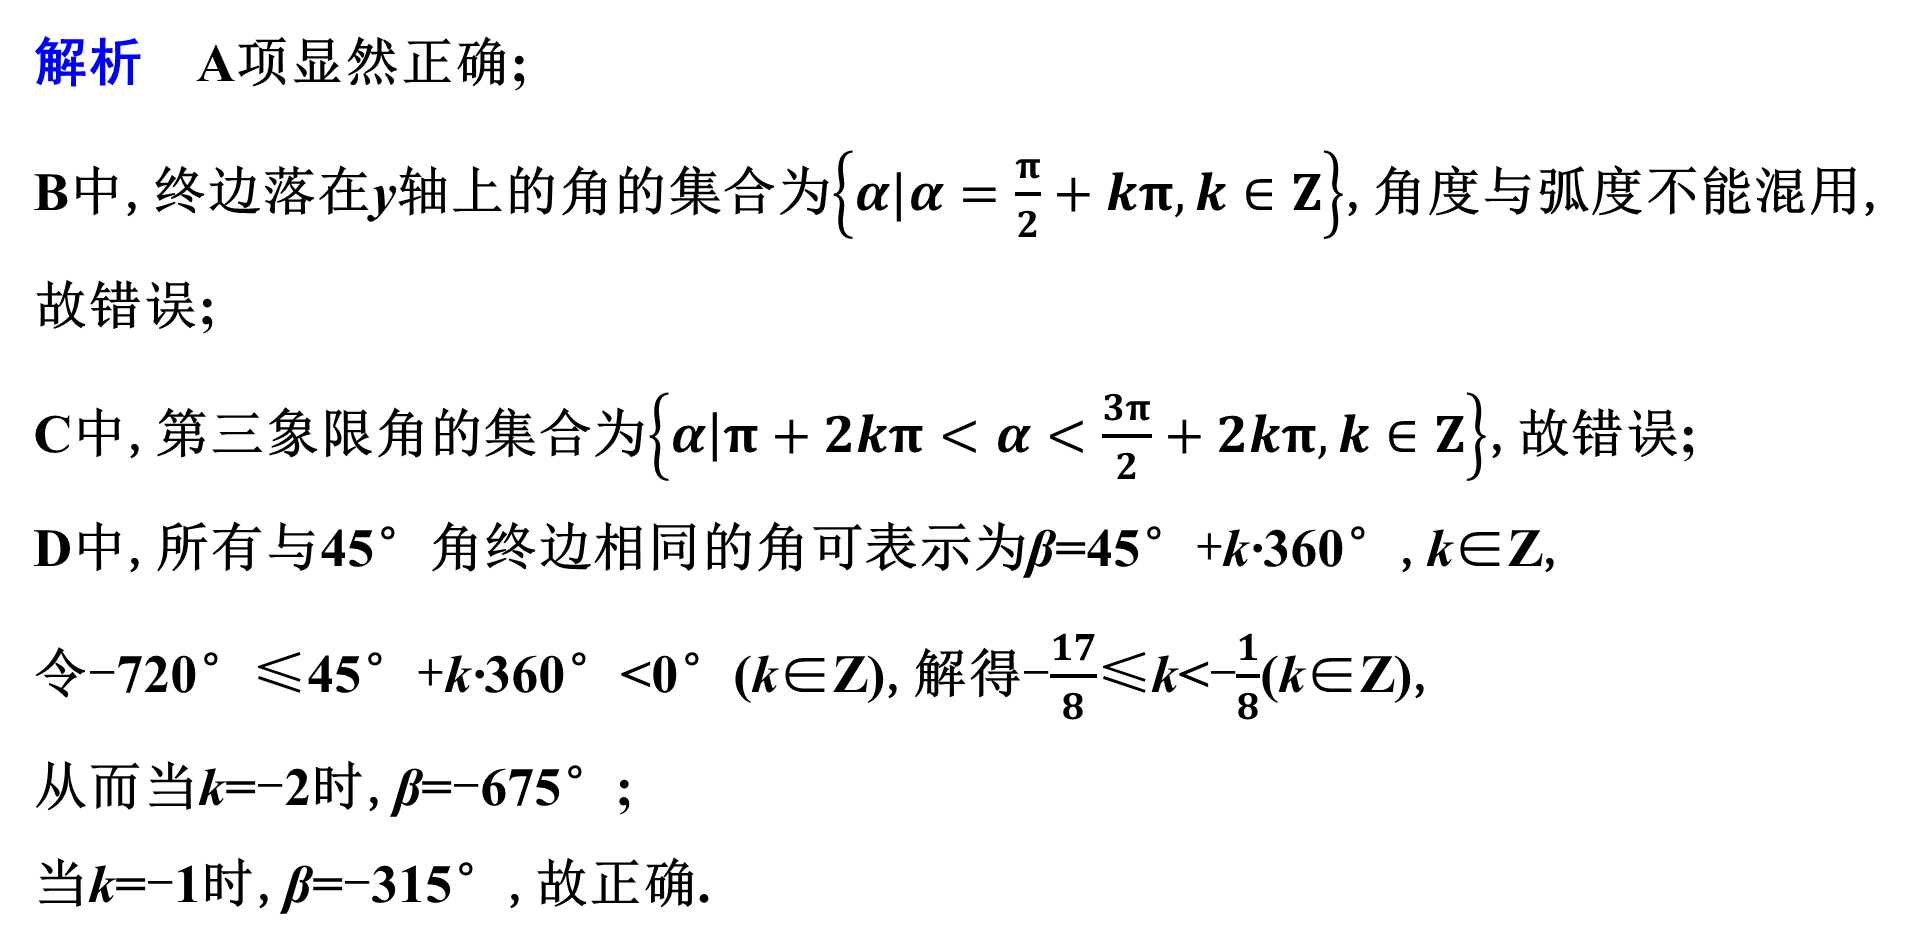 解析 A项显然正确;
B中,终边落在y轴上的角的集合为{α|α = π/2 + kπ, k ∈ Z},角度与弧度不能混用,
故错误;
C中,第三象限角的集合为{α|π + 2kπ < α < 3π/2 + 2kπ, k ∈ Z},故错误;
D中,所有与45°角终边相同的角可表示为β=45°+k·360°,k∈Z,
令−720°≤45°+k·360°<0°(k∈Z),解得−17/8≤k<−1/8(k∈Z),
从而当k=−2时,β=−675°;
当k=−1时,β=−315°,故正确.